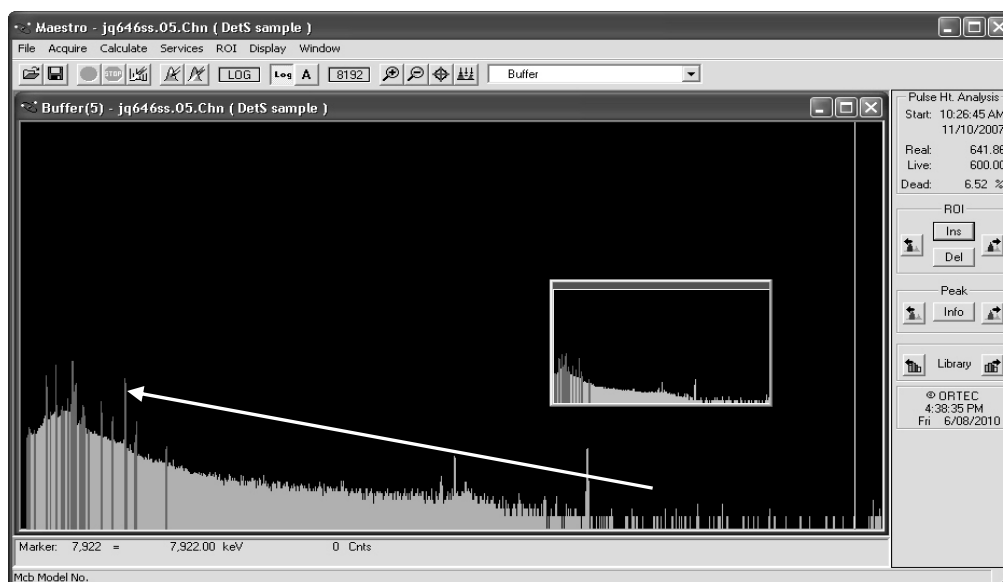 Maestro - jq646ss.05.Chn ( DetS sample )
File Acquire Calculate Services ROI Display Window
STOP LOG Log A 8192 Buffer
Buffer(5) - jq646ss.05.Chn ( DetS sample )
Pulse Ht. Analysis
Start: 10:26:45 AM
11/10/2007
Real: 641.86
Live: 600.00
Dead: 6.52 %
ROI
Ins
Del
Peak
Info
Library
© ORTEC
4:38:35 PM
Fri 6/08/2010
Marker: 7,922 = 7,922.00 keV 0 Cnts
Mcb Model No.